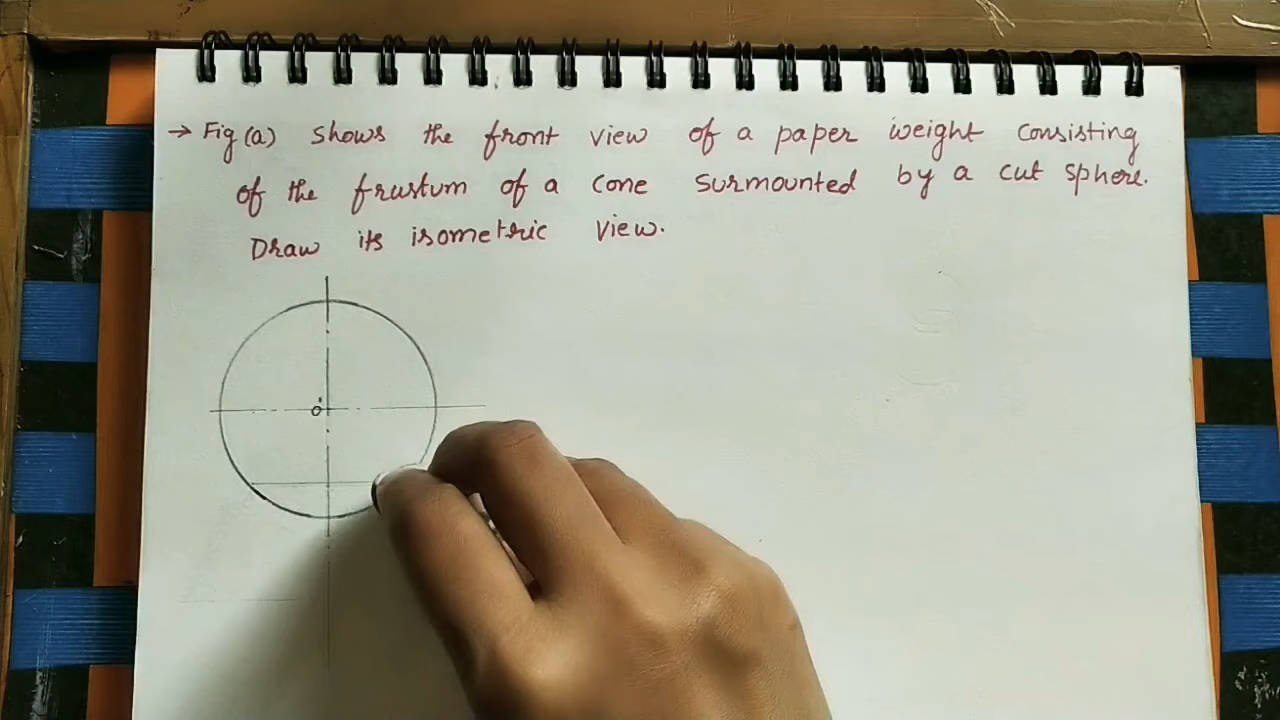 → Fig (a) shows the front view of a paper weight consisting
of the frustum of a cone surmounted by a cut sphere.
Draw its isometric view.
o'